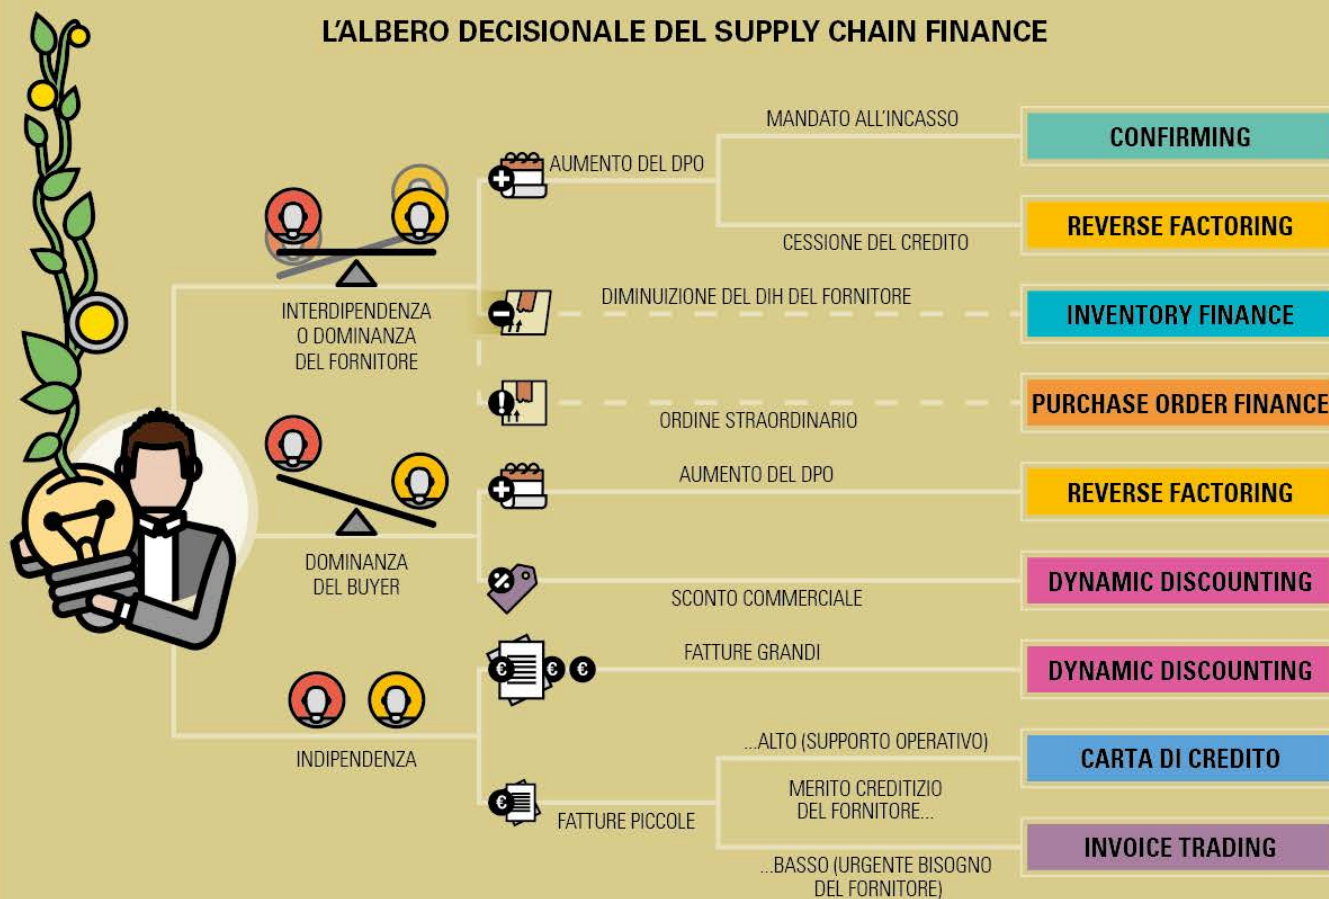 L'ALBERO DECISIONALE DEL SUPPLY CHAIN FINANCE
MANDATO ALL'INCASSO
CONFIRMING
AUMENTO DEL DPO
CESSIONE DEL CREDITO
REVERSE FACTORING
INTERDIPENDENZA
O DOMINANZA
DEL FORNITORE
DIMINUIZIONE DEL DIH DEL FORNITORE
INVENTORY FINANCE
ORDINE STRAORDINARIO
PURCHASE ORDER FINANCE
DOMINANZA
DEL BUYER
AUMENTO DEL DPO
REVERSE FACTORING
%
SCONTO COMMERCIALE
DYNAMIC DISCOUNTING
INDIPENDENZA
€ € €
FATTURE GRANDI
DYNAMIC DISCOUNTING
€
FATTURE PICCOLE
...ALTO (SUPPORTO OPERATIVO)
CARTA DI CREDITO
MERITO CREDITIZIO
DEL FORNITORE...
...BASSO (URGENTE BISOGNO
DEL FORNITORE)
INVOICE TRADING